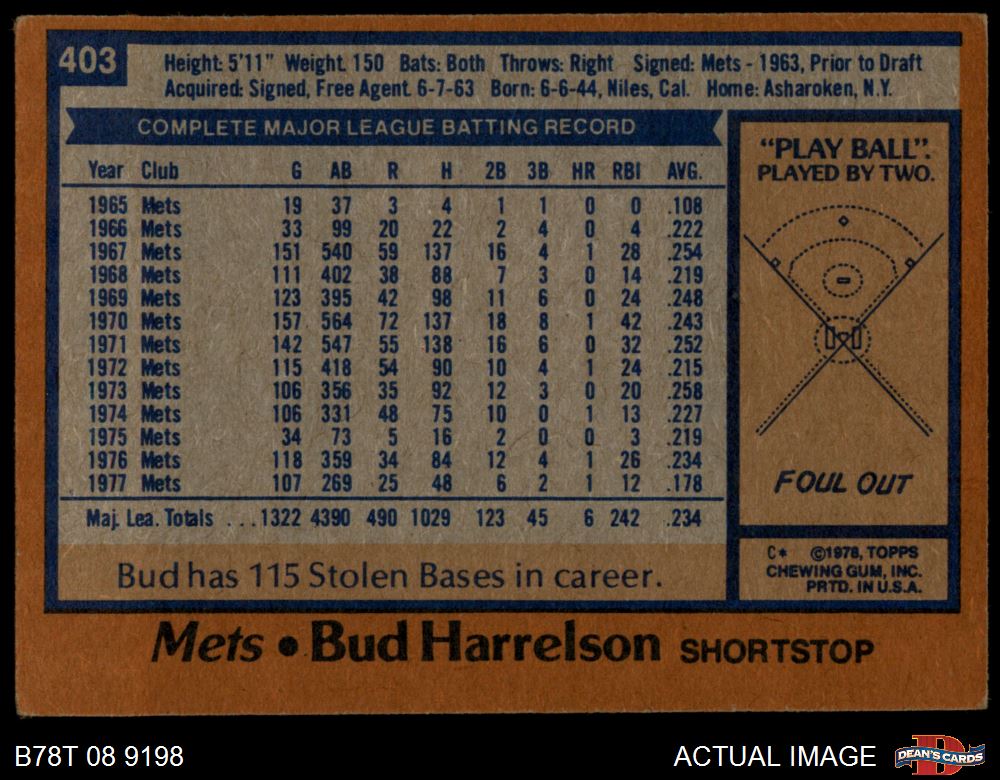 403
Height: 5'11" Weight. 150 Bats: Both Throws: Right Signed: Mets - 1963, Prior to Draft
Acquired: Signed, Free Agent. 6-7-63 Born: 6-6-44, Niles, Cal. Home: Asharoken, N.Y.
COMPLETE MAJOR LEAGUE BATTING RECORD
Year Club G AB R H 2B 3B HR RBI AVG.
1965 Mets 19 37 3 4 1 1 0 0 .108
1966 Mets 33 99 20 22 2 4 0 4 .222
1967 Mets 151 540 59 137 16 4 1 28 .254
1968 Mets 111 402 38 88 7 3 0 14 .219
1969 Mets 123 395 42 98 11 6 0 24 .248
1970 Mets 157 564 72 137 18 8 1 42 .243
1971 Mets 142 547 55 138 16 6 0 32 .252
1972 Mets 115 418 54 90 10 4 1 24 .215
1973 Mets 106 356 35 92 12 3 0 20 .258
1974 Mets 106 331 48 75 10 0 1 13 .227
1975 Mets 34 73 5 16 2 0 0 3 .219
1976 Mets 118 359 34 84 12 4 1 26 .234
1977 Mets 107 269 25 48 6 2 1 12 .178
Maj. Lea. Totals ... 1322 4390 490 1029 123 45 6 242 .234
Bud has 115 Stolen Bases in career.
"PLAY BALL".
PLAYED BY TWO.
FOUL OUT
C* ©1978, TOPPS
CHEWING GUM, INC.
PRTD. IN U.S.A.
Mets • Bud Harrelson SHORTSTOP
B78T 08 9198
ACTUAL IMAGE
D
DEAN'S CARDS